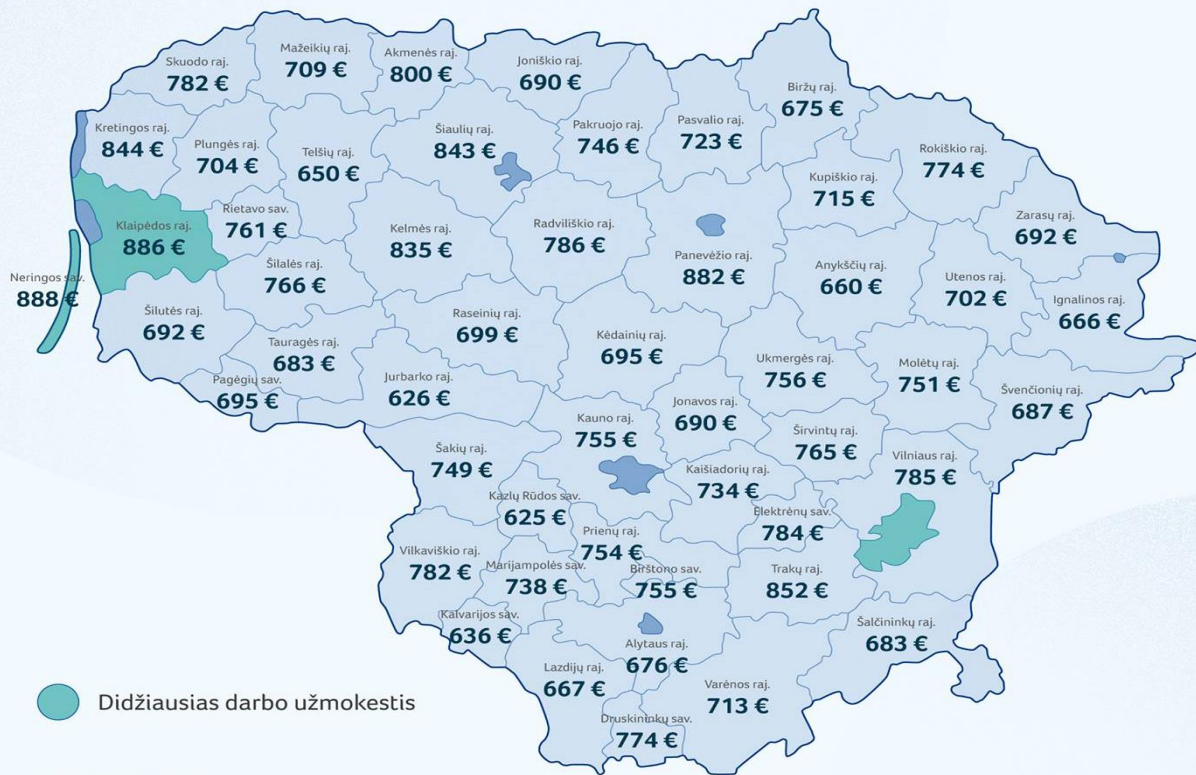 Skuodo raj.
782 €
Mažeikių raj.
709 €
Akmenės raj.
800 €
Joniškio raj.
690 €
Biržų raj.
675 €
Kretingos raj.
844 €
Plungės raj.
704 €
Telšių raj.
650 €
Šiaulių raj.
843 €
Pakruojo raj.
746 €
Pasvalio raj.
723 €
Rokiškio raj.
774 €
Kupiškio raj.
715 €
Klaipėdos raj.
886 €
Rietavo sav.
761 €
Kelmės raj.
835 €
Radviliškio raj.
786 €
Panevėžio raj.
882 €
Anykščių raj.
660 €
Zarasų raj.
692 €
Utenos raj.
702 €
Ignalinos raj.
666 €
Neringos sav.
888 €
Šilalės raj.
766 €
Šilutės raj.
692 €
Tauragės raj.
683 €
Raseinių raj.
699 €
Kėdainių raj.
695 €
Ukmergės raj.
756 €
Molėtų raj.
751 €
Švenčionių raj.
687 €
Pagėgių sav.
695 €
Jurbarko raj.
626 €
Jonavos raj.
690 €
Kauno raj.
755 €
Širvintų raj.
765 €
Vilniaus raj.
785 €
Šakių raj.
749 €
Kaišiadorių raj.
734 €
Kazlų Rūdos sav.
625 €
Elektrėnų sav.
784 €
Prienų raj.
754 €
Vilkaviškio raj.
782 €
Marijampolės sav.
738 €
Birštono sav.
755 €
Trakų raj.
852 €
Kalvarijos sav.
636 €
Šalčininkų raj.
683 €
Alytaus raj.
676 €
Lazdijų raj.
667 €
Varėnos raj.
713 €
Druskininkų sav.
774 €
Didžiausias darbo užmokestis